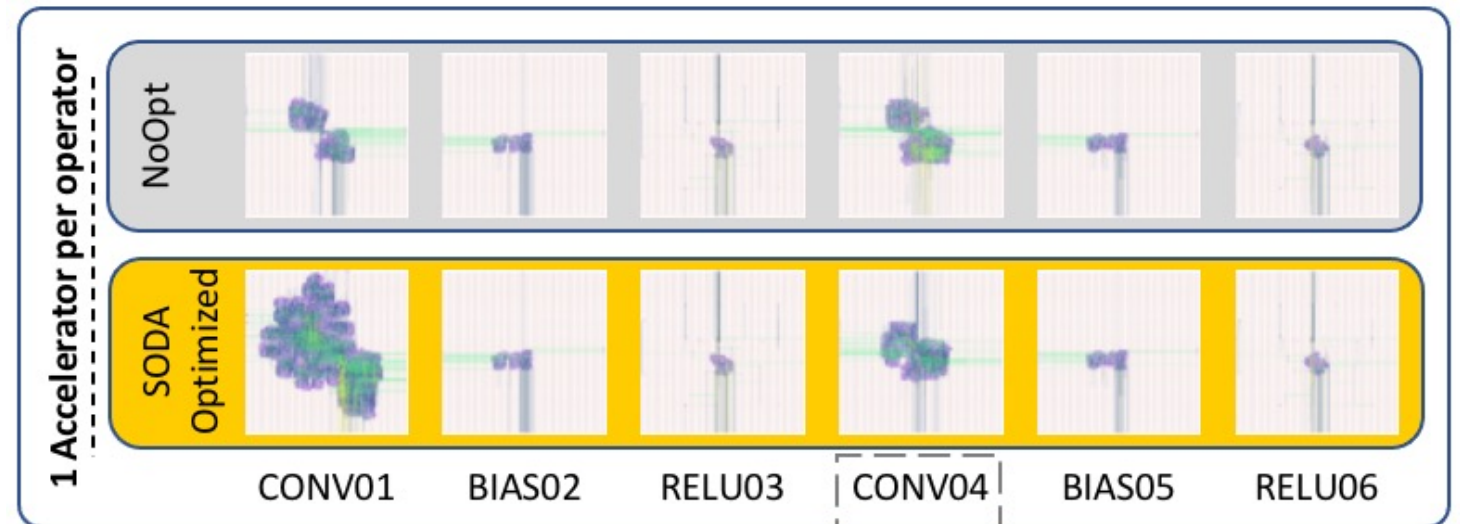 1 Accelerator per operator
NoOpt
SODA
Optimized
CONV01 BIAS02 RELU03 CONV04 BIAS05 RELU06